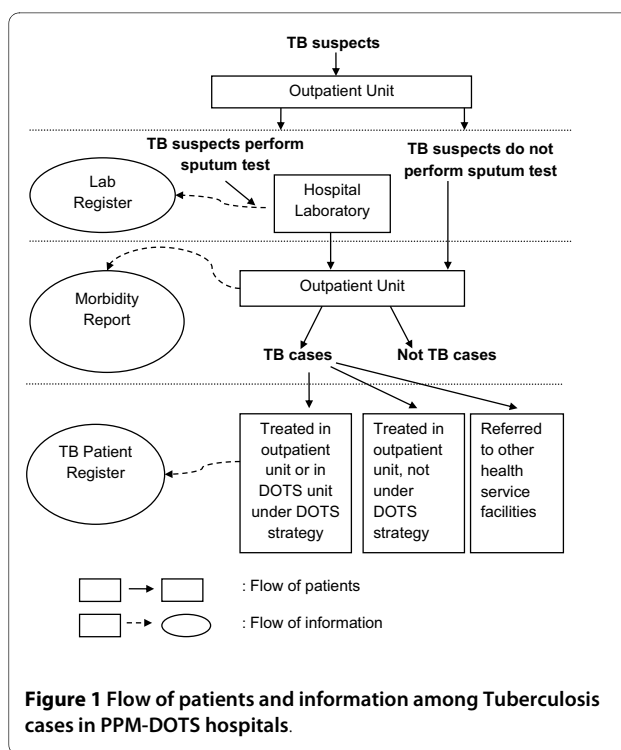 TB suspects
Outpatient Unit
TB suspects perform
sputum test
TB suspects do not
perform sputum test
Lab
Register
Hospital
Laboratory
Morbidity
Report
Outpatient Unit
TB cases
Not TB cases
TB Patient
Register
Treated in
outpatient
unit or in
DOTS unit
under DOTS
strategy
Treated in
outpatient
unit, not
under
DOTS
strategy
Referred
to other
health
service
facilities
: Flow of patients
: Flow of information
Figure 1 Flow of patients and information among Tuberculosis
cases in PPM-DOTS hospitals.